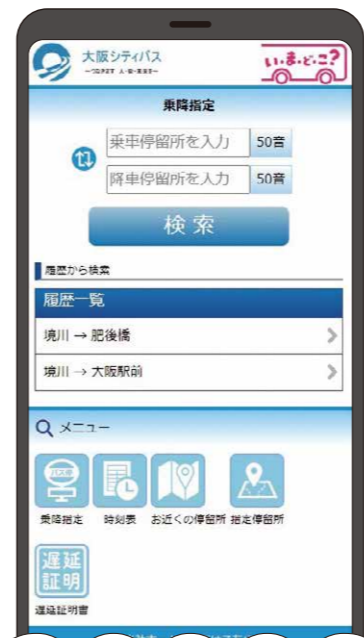 大阪シティバス
い・ま・ど・こ?
乗降指定
乗車停留所を入力 50音
降車停留所を入力 50音
検索
履歴から検索
履歴一覧
境川 → 肥後橋
境川 → 大阪駅前
メニュー
バス停
乗降指定 時刻表 お近くの停留所 指定停留所
遅延
証明
遅延証明書